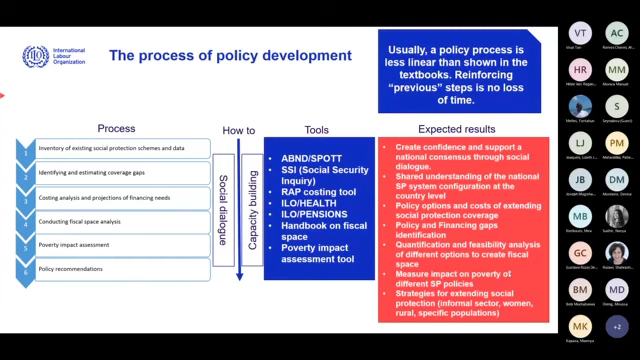 International
Labour
Organization
The process of policy development
Usually, a policy process is
less linear than shown in the
textbooks. Reinforcing
"previous" steps is no loss
of time.
Process
How to
Tools
Expected results
1
Inventory of existing social protection schemes and data
2
Identifying and estimating coverage gaps
3
Costing analysis and projections of financing needs
4
Conducting fiscal space analysis
5
Poverty impact assessment
6
Policy recommendations
Social dialogue
Capacity building
• ABND/SPOTT
• SSI (Social Security
Inquiry)
• RAP costing tool
• ILO/HEALTH
• ILO/PENSIONS
• Handbook on fiscal
space
• Poverty impact
assessment tool
• Create confidence and support a
national consensus through social
dialogue.
• Shared understanding of the national
SP system configuration at the
country level
• Policy options and costs of extending
social protection coverage
• Policy and Financing gaps
identification
• Quantification and feasibility analysis
of different options to create fiscal
space
• Measure impact on poverty of
different SP policies
• Strategies for extending social
protection (informal sector, women,
rural, specific populations)
VT
AC
HR
MM
Monica Manuel
S
Seynabou (Guest)
LJ
PM
JB
DM
MB
GC
BM
MD
MK
+2